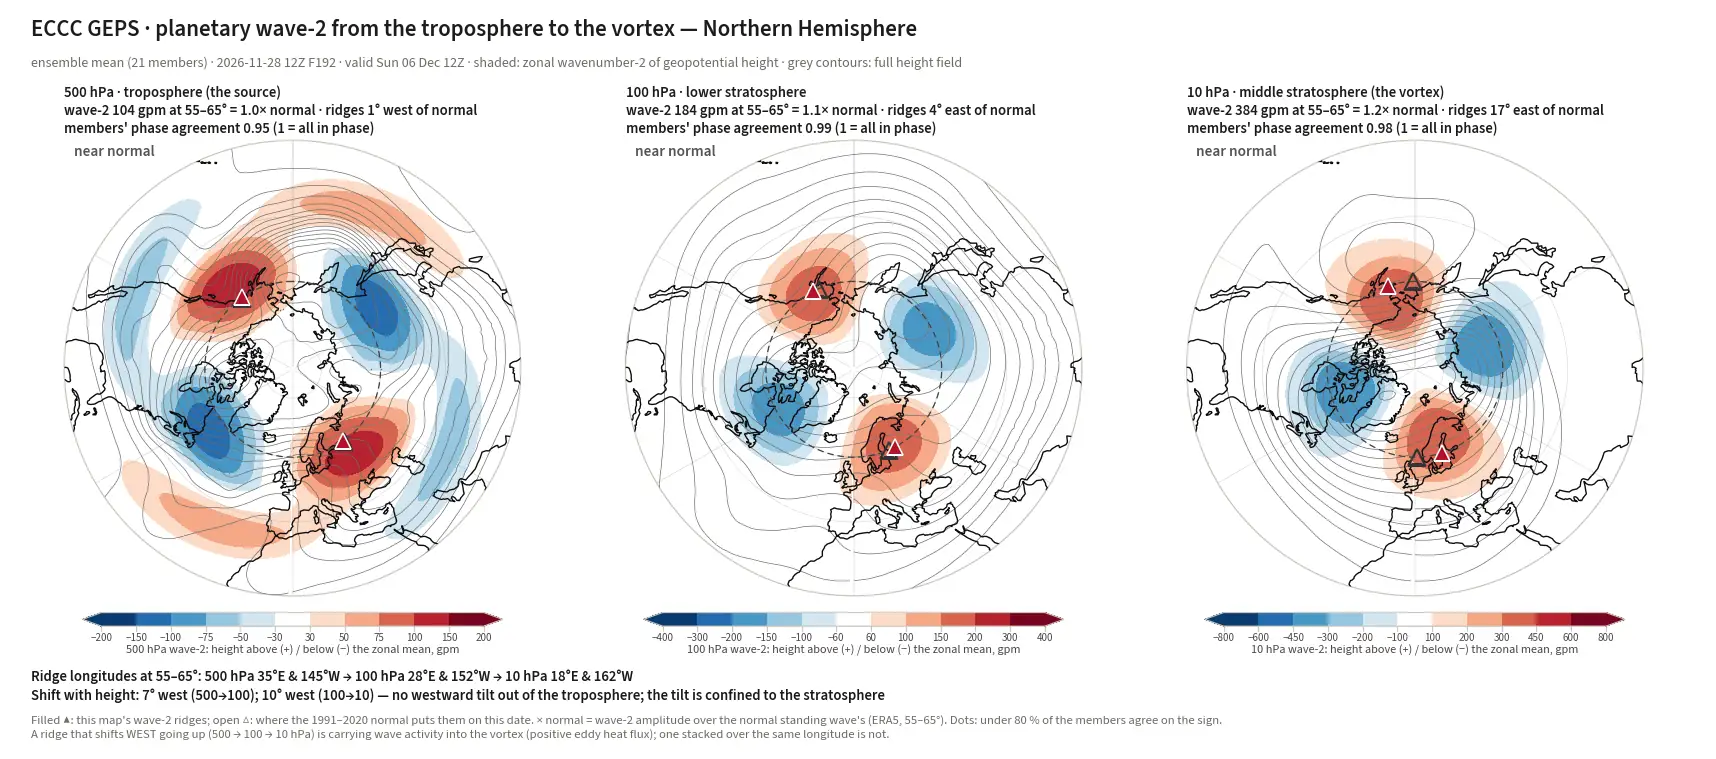 ECCC GEPS · planetary wave-2 from the troposphere to the vortex — Northern Hemisphere
ensemble mean (21 members) · 2026-11-28 12Z F192 · valid Sun 06 Dec 12Z · shaded: zonal wavenumber-2 of geopotential height · grey contours: full height field
500 hPa · troposphere (the source)
wave-2 104 gpm at 55–65° = 1.0× normal · ridges 1° west of normal
members' phase agreement 0.95 (1 = all in phase)
near normal
100 hPa · lower stratosphere
wave-2 184 gpm at 55–65° = 1.1× normal · ridges 4° east of normal
members' phase agreement 0.99 (1 = all in phase)
near normal
10 hPa · middle stratosphere (the vortex)
wave-2 384 gpm at 55–65° = 1.2× normal · ridges 17° east of normal
members' phase agreement 0.98 (1 = all in phase)
near normal
−200 −150 −100 −75 −50 −30 30 50 75 100 150 200
500 hPa wave-2: height above (+) / below (−) the zonal mean, gpm
−400 −300 −200 −150 −100 −60 60 100 150 200 300 400
100 hPa wave-2: height above (+) / below (−) the zonal mean, gpm
−800 −600 −450 −300 −200 −100 100 200 300 450 600 800
10 hPa wave-2: height above (+) / below (−) the zonal mean, gpm
Ridge longitudes at 55–65°: 500 hPa 35°E & 145°W → 100 hPa 28°E & 152°W → 10 hPa 18°E & 162°W
Shift with height: 7° west (500→100); 10° west (100→10) — no westward tilt out of the troposphere; the tilt is confined to the stratosphere
Filled ▲: this map's wave-2 ridges; open △: where the 1991–2020 normal puts them on this date. × normal = wave-2 amplitude over the normal standing wave's (ERA5, 55–65°). Dots: under 80 % of the members agree on the sign.
A ridge that shifts WEST going up (500 → 100 → 10 hPa) is carrying wave activity into the vortex (positive eddy heat flux); one stacked over the same longitude is not.